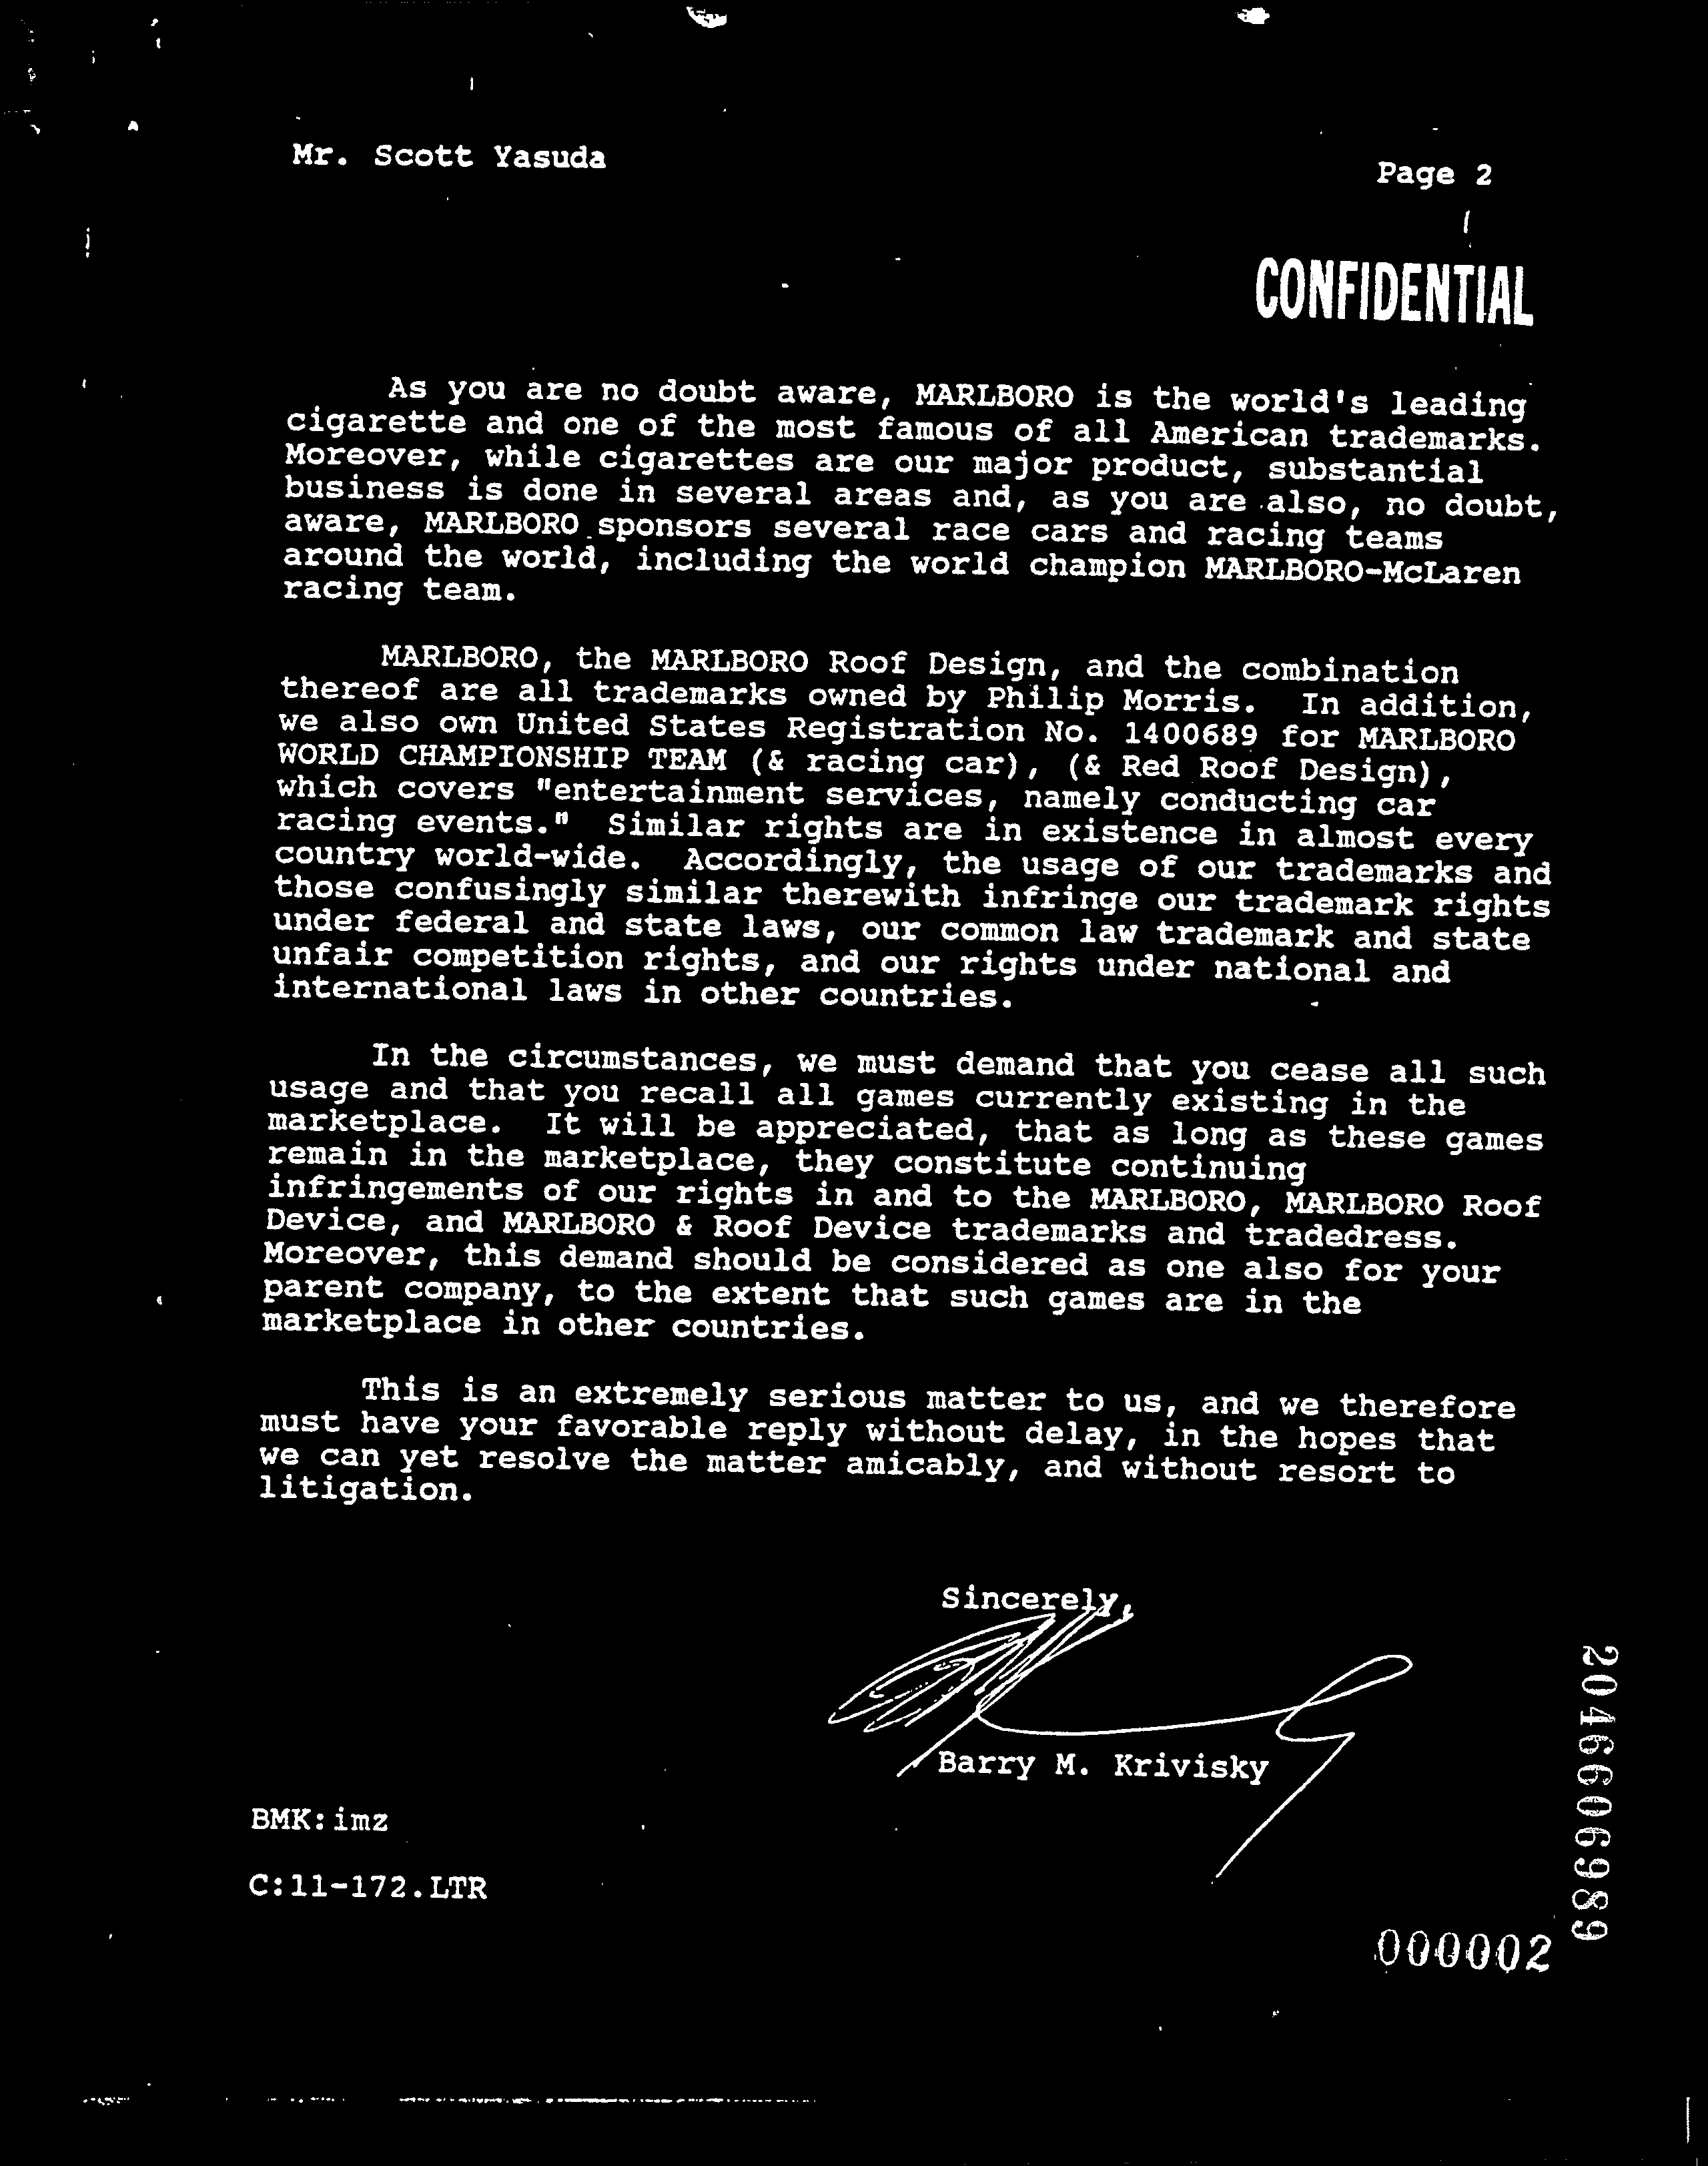 Mr. Scott Yasuda
Page 2
CONFIDENTIAL
As you are no doubt aware, MARLBORO is the world's leading
cigarette and one of the most famous of all American trademarks.
Moreover, while cigarettes are our major product, substantial
business is done in several areas and, as you are also, no doubt,
aware, MARLBORO sponsors several race cars and racing teams
around the world, including the world champion MARLBORO-McLaren
racing team.
MARLBORO, the MARLBORO Roof Design, and the combination
thereof are all trademarks owned by Philip Morris. In addition,
we also own United States Registration No. 1400689 for MARLBORO
WORLD CHAMPIONSHIP TEAM (& racing car), (& Red Roof Design),
which covers "entertainment services, namely conducting car
racing events." Similar rights are in existence in almost every
country world-wide. Accordingly, the usage of our trademarks and
those confusingly similar therewith infringe our trademark rights
under federal and state laws, our common law trademark and state
unfair competition rights, and our rights under national and
international laws in other countries.
In the circumstances, we must demand that you cease all such
usage and that you recall all games currently existing in the
marketplace. It will be appreciated, that as long as these games
remain in the marketplace, they constitute continuing
infringements of our rights in and to the MARLBORO, MARLBORO Roof
Device, and MARLBORO & Roof Device trademarks and tradedress.
Moreover, this demand should be considered as one also for your
parent company, to the extent that such games are in the
marketplace in other countries.
This is an extremely serious matter to us, and we therefore
must have your favorable reply without delay, in the hopes that
we can yet resolve the matter amicably, and without resort to
litigation.
Sincerely,
Barry M. Krivisky
BMK:imz
C:11-172.LTR
2046606989
000002